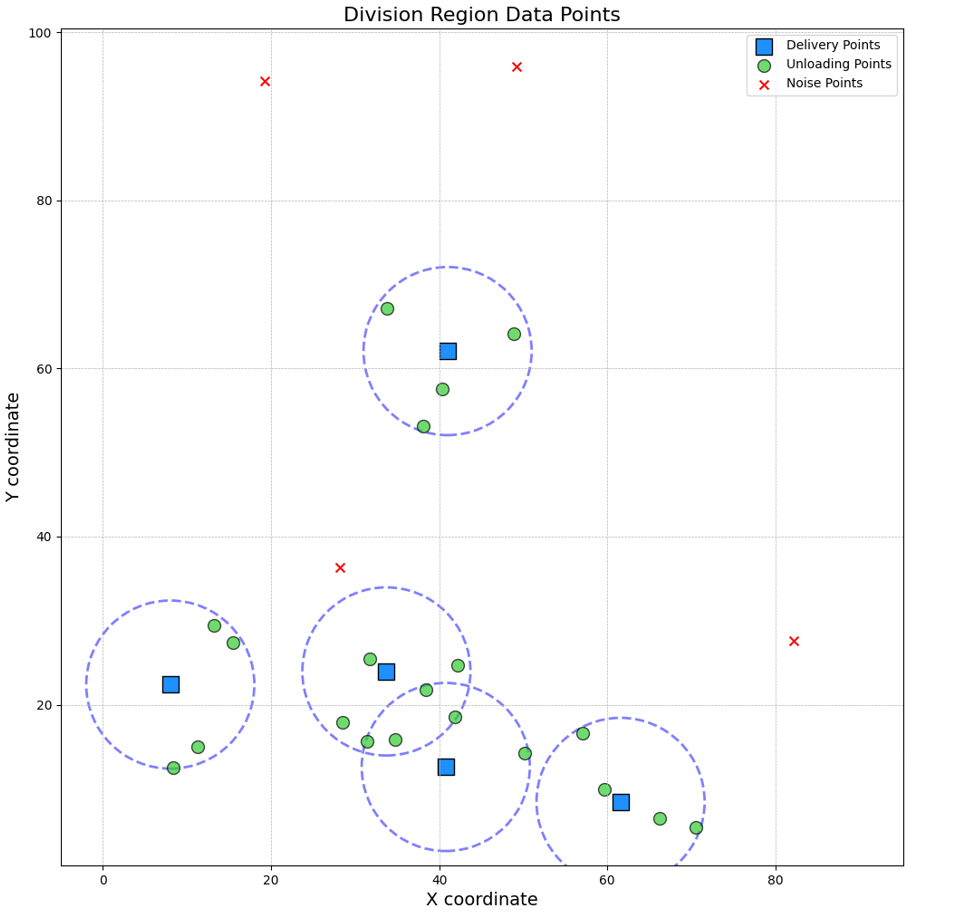 Division Region Data Points
Delivery Points
Unloading Points
Noise Points
100
80
60
40
20
Y coordinate
0 20 40 60 80
X coordinate